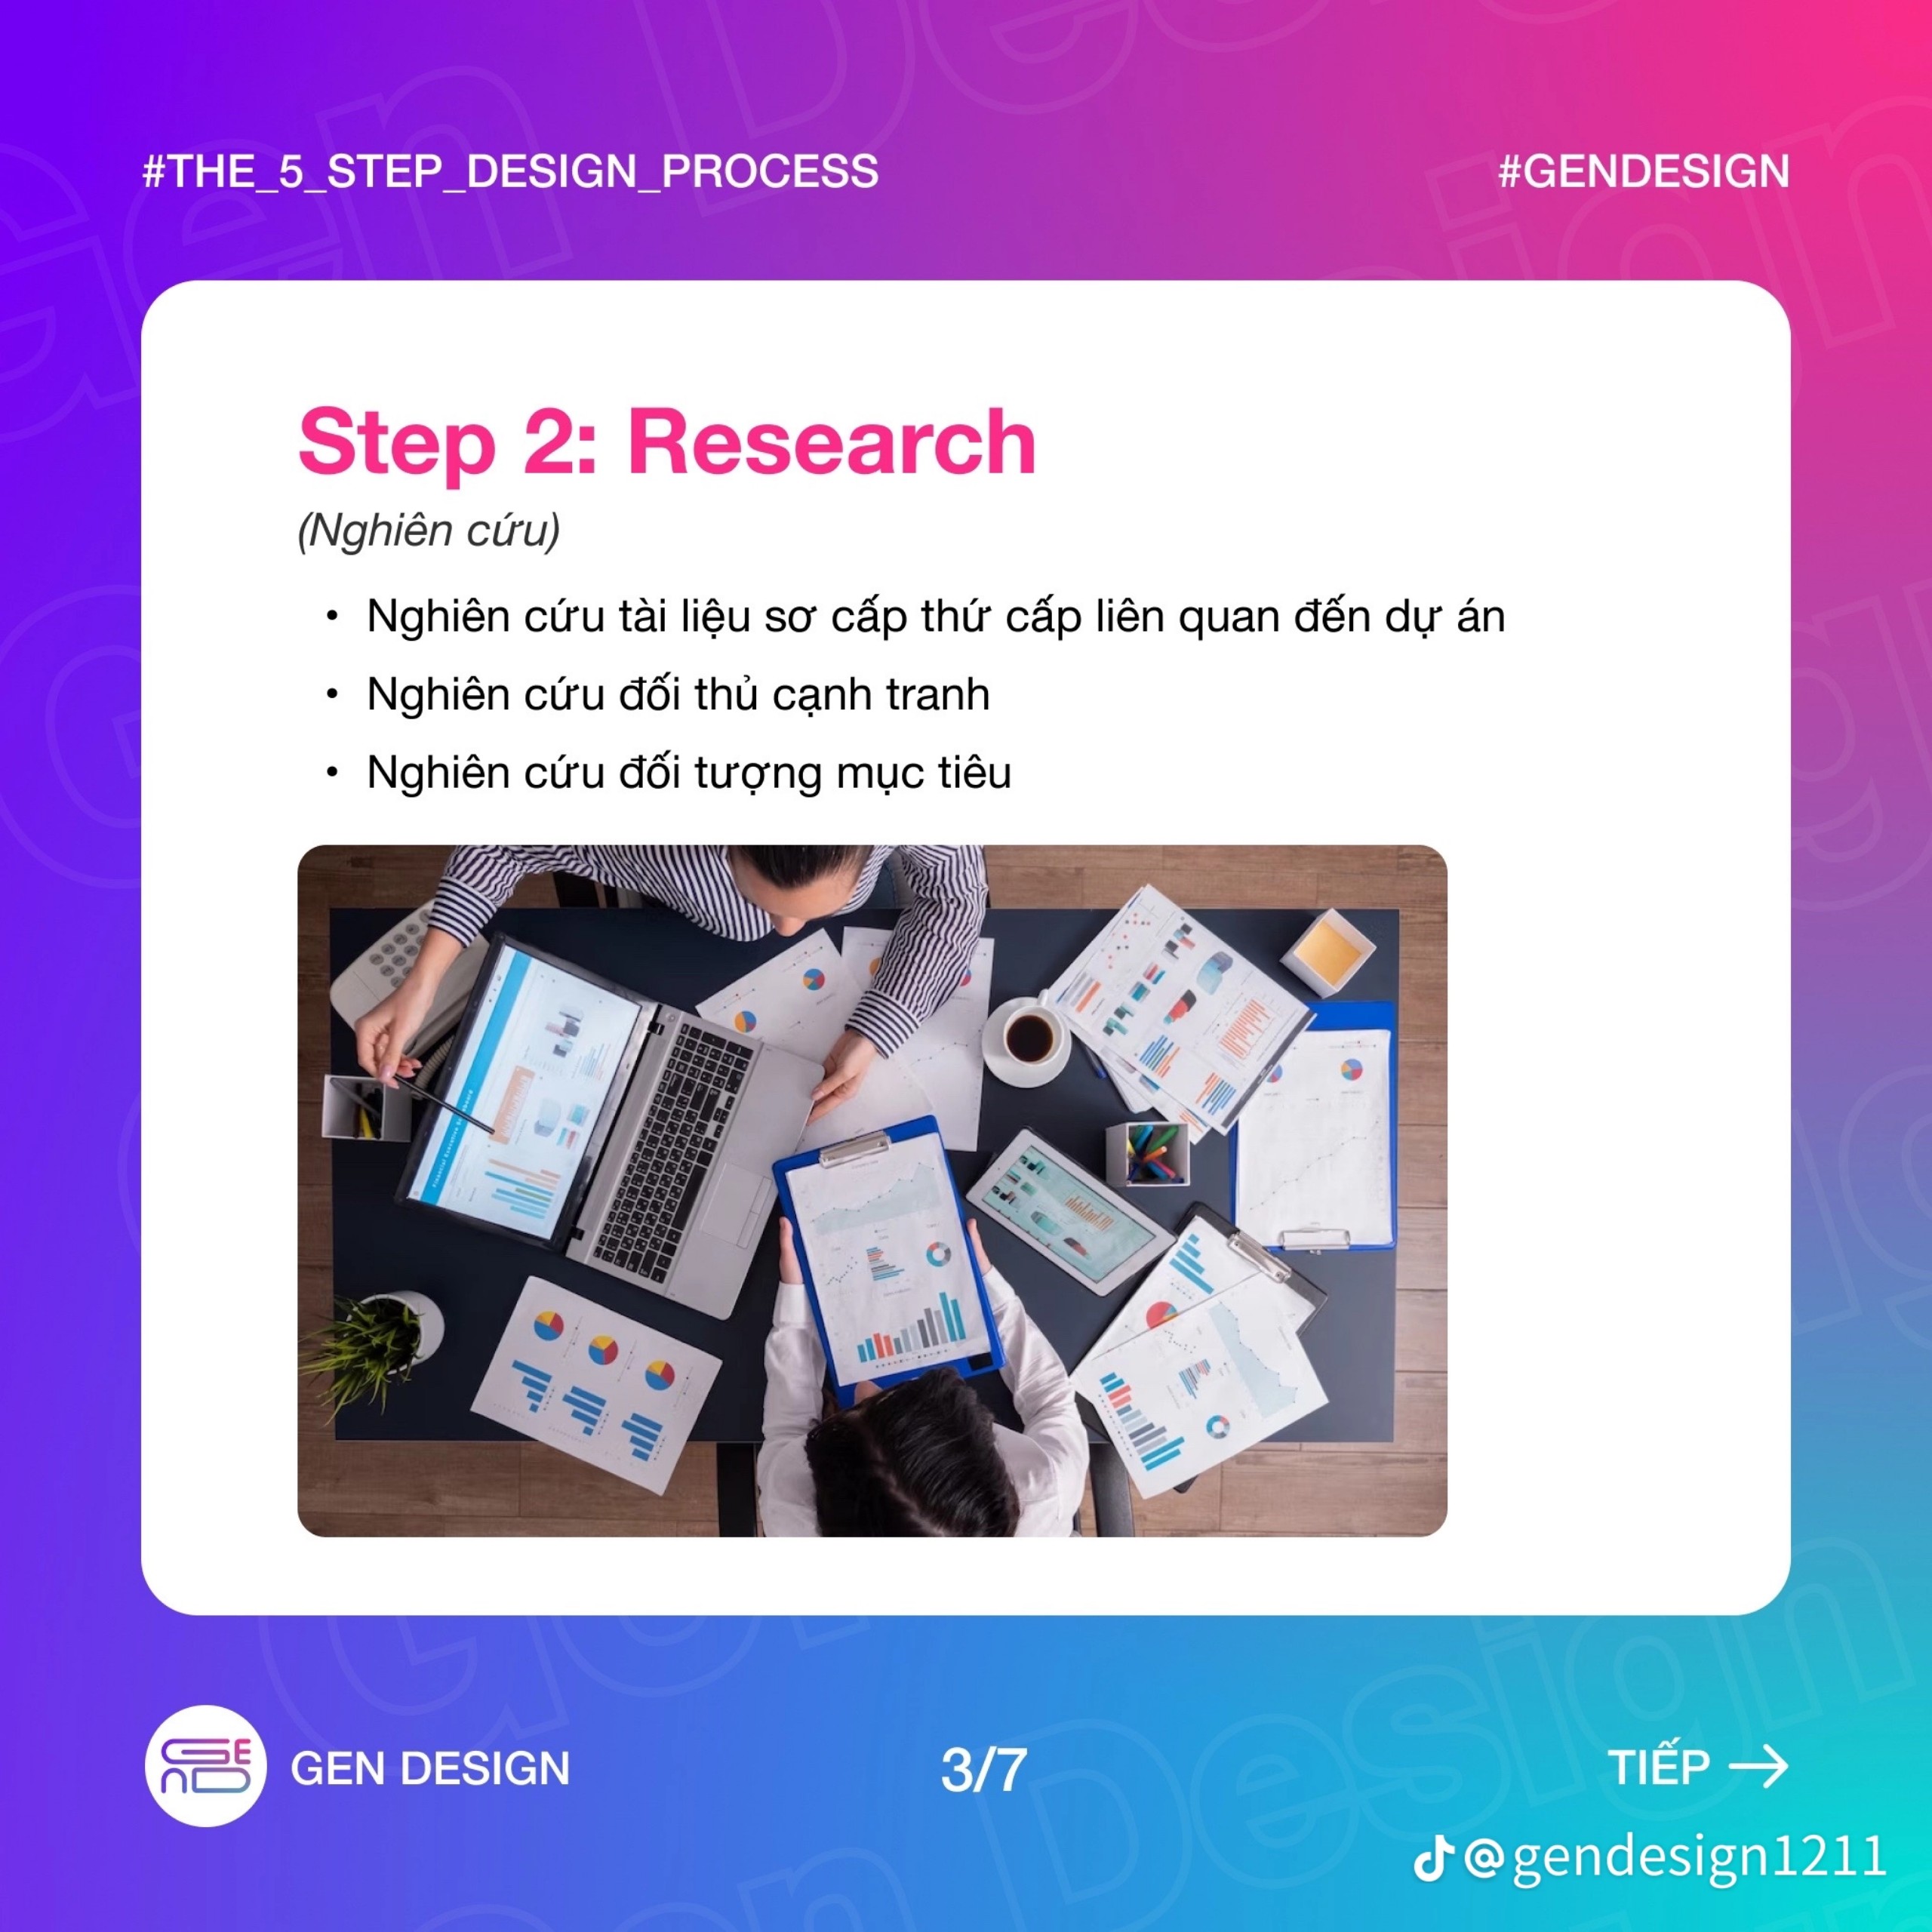 #THE_5_STEP_DESIGN_PROCESS
#GENDESIGN
Step 2: Research
(Nghiên cứu)
• Nghiên cứu tài liệu sơ cấp thứ cấp liên quan đến dự án
• Nghiên cứu đối thủ cạnh tranh
• Nghiên cứu đối tượng mục tiêu
GEN DESIGN
3/7
TIẾP →
@gendesign1211